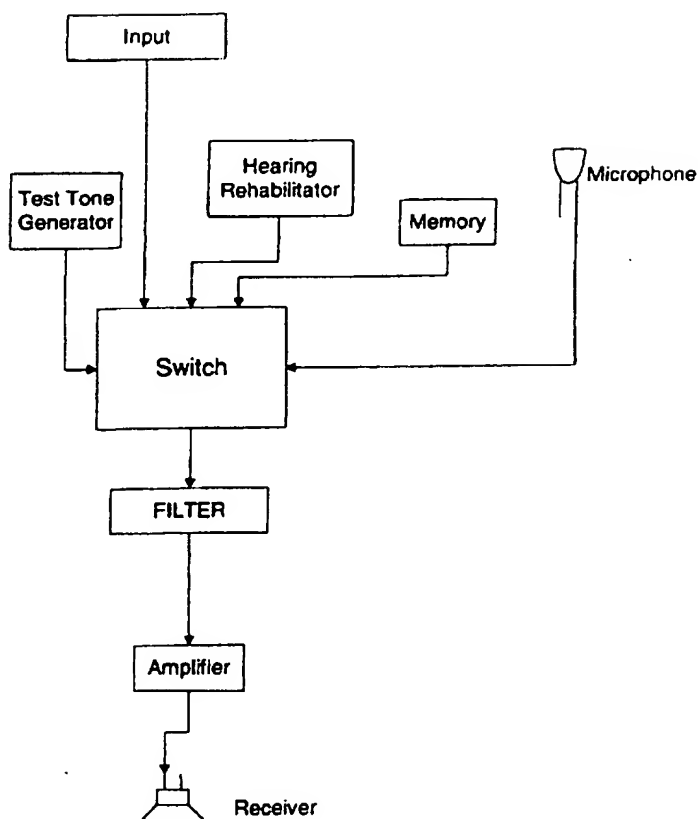 Input
Hearing
Rehabilitator
Test Tone
Generator
Memory
Microphone
Switch
FILTER
Amplifier
Receiver